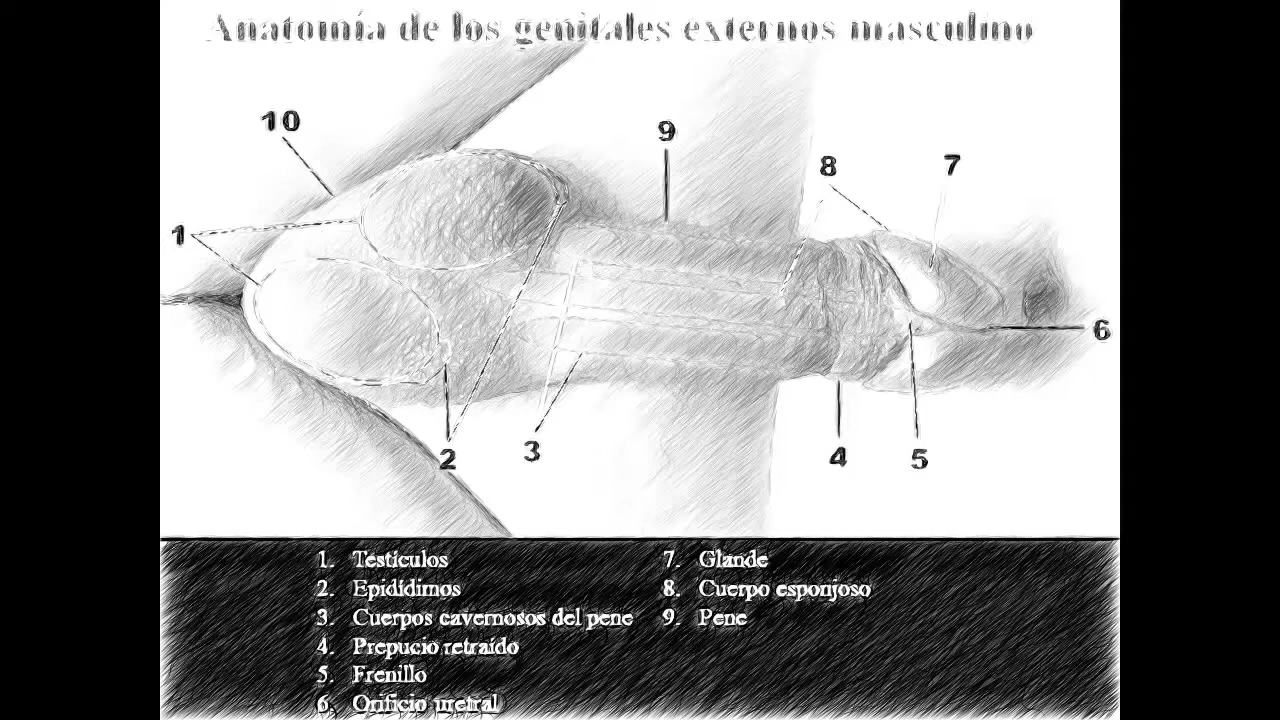 Anatomía de los genitales externos masculino
10
9
8
7
1
6
2
3
4
5
1. Testículos
2. Epidídimos
3. Cuerpos cavernosos del pene
4. Prepucio retraído
5. Frenillo
6. Orificio uretral
7. Glande
8. Cuerpo esponjoso
9. Pene